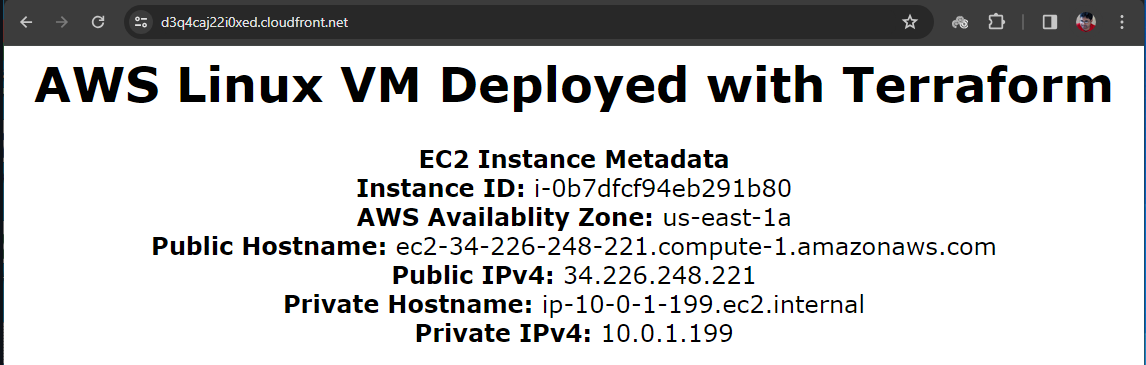 d3q4caj22i0xed.cloudfront.net
AWS Linux VM Deployed with Terraform
EC2 Instance Metadata
Instance ID: i-0b7dfcf94eb291b80
AWS Availablity Zone: us-east-1a
Public Hostname: ec2-34-226-248-221.compute-1.amazonaws.com
Public IPv4: 34.226.248.221
Private Hostname: ip-10-0-1-199.ec2.internal
Private IPv4: 10.0.1.199